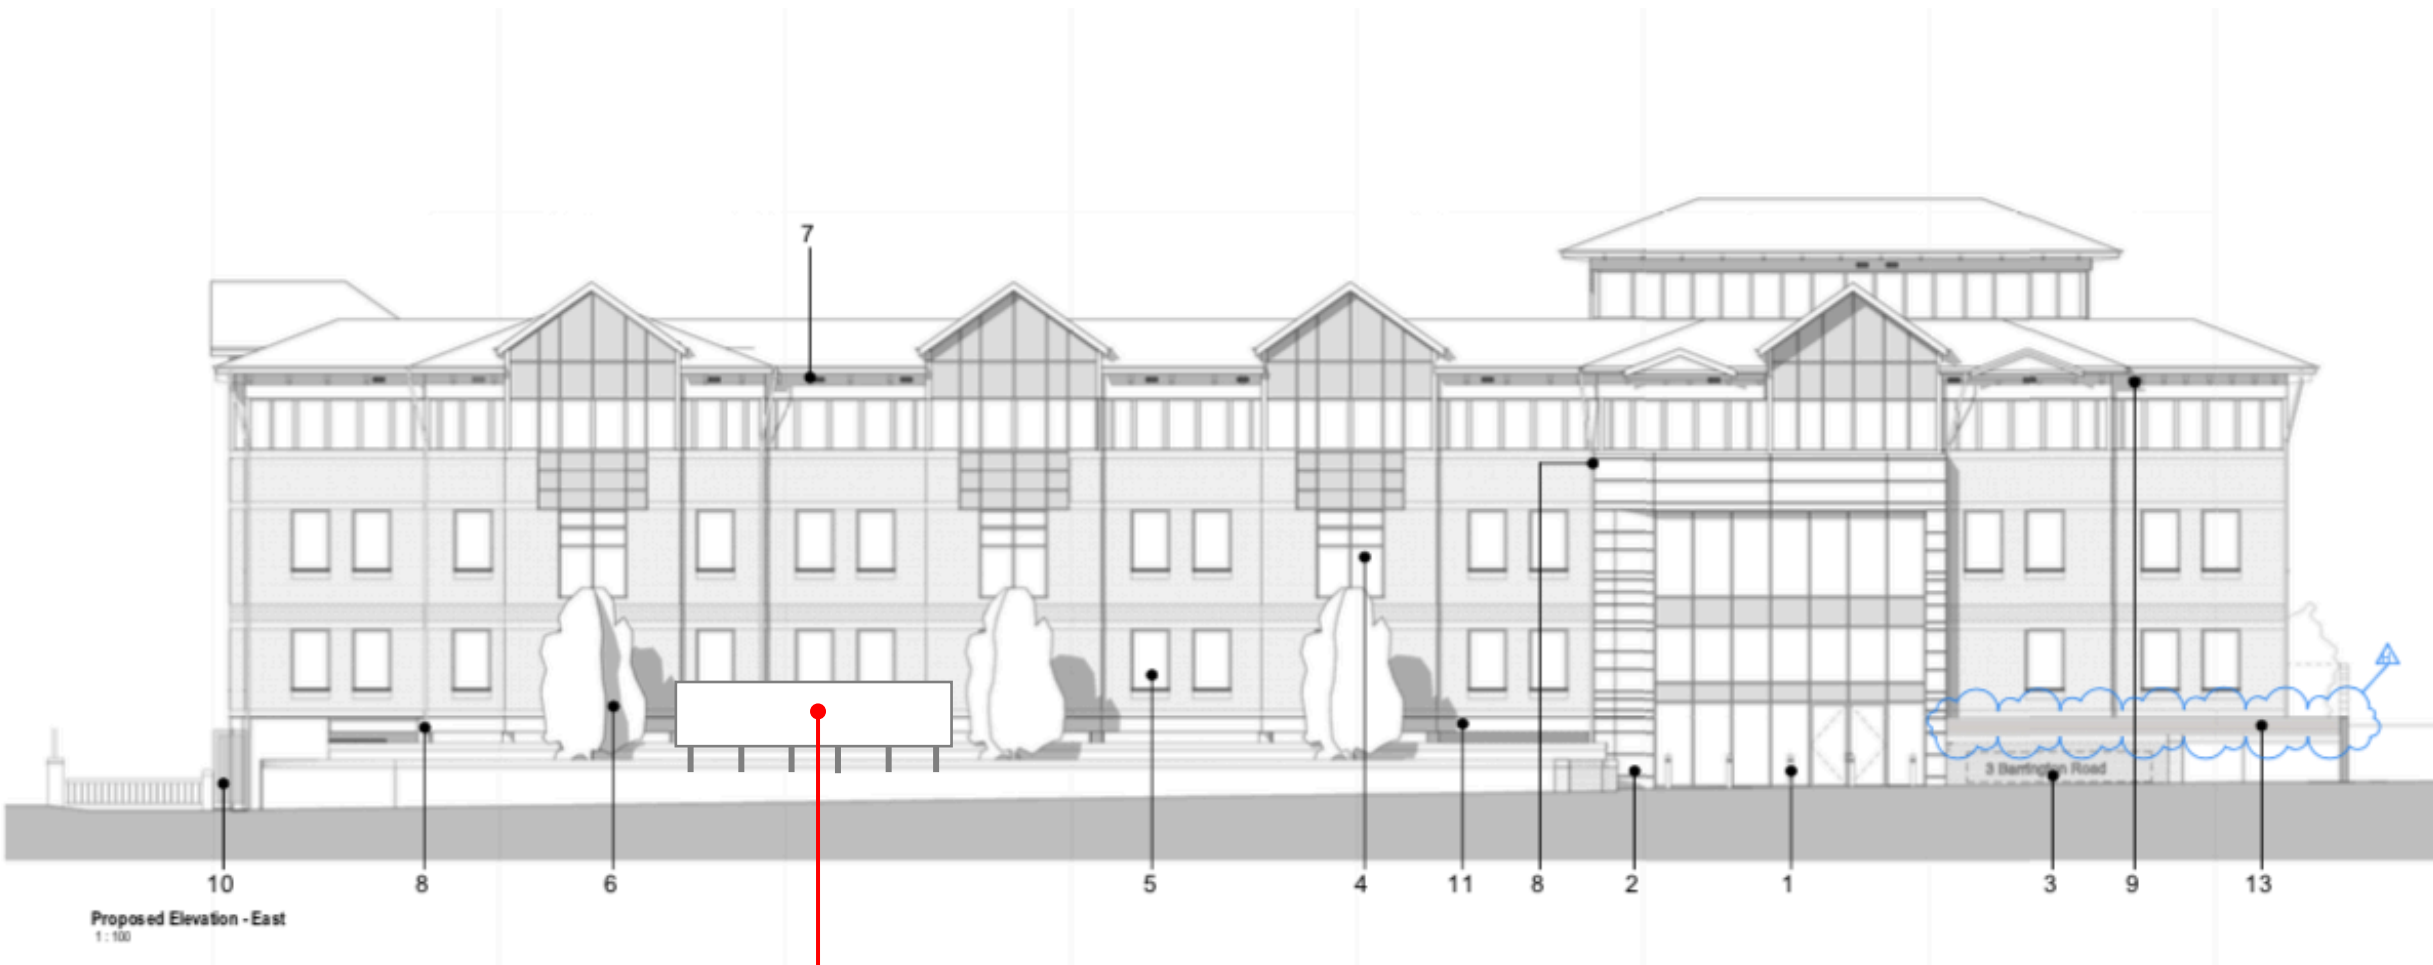 7
3 Barrington Road
10 8 6 5 4 11 8 2 1 3 9 13
Proposed Elevation - East
1 : 100